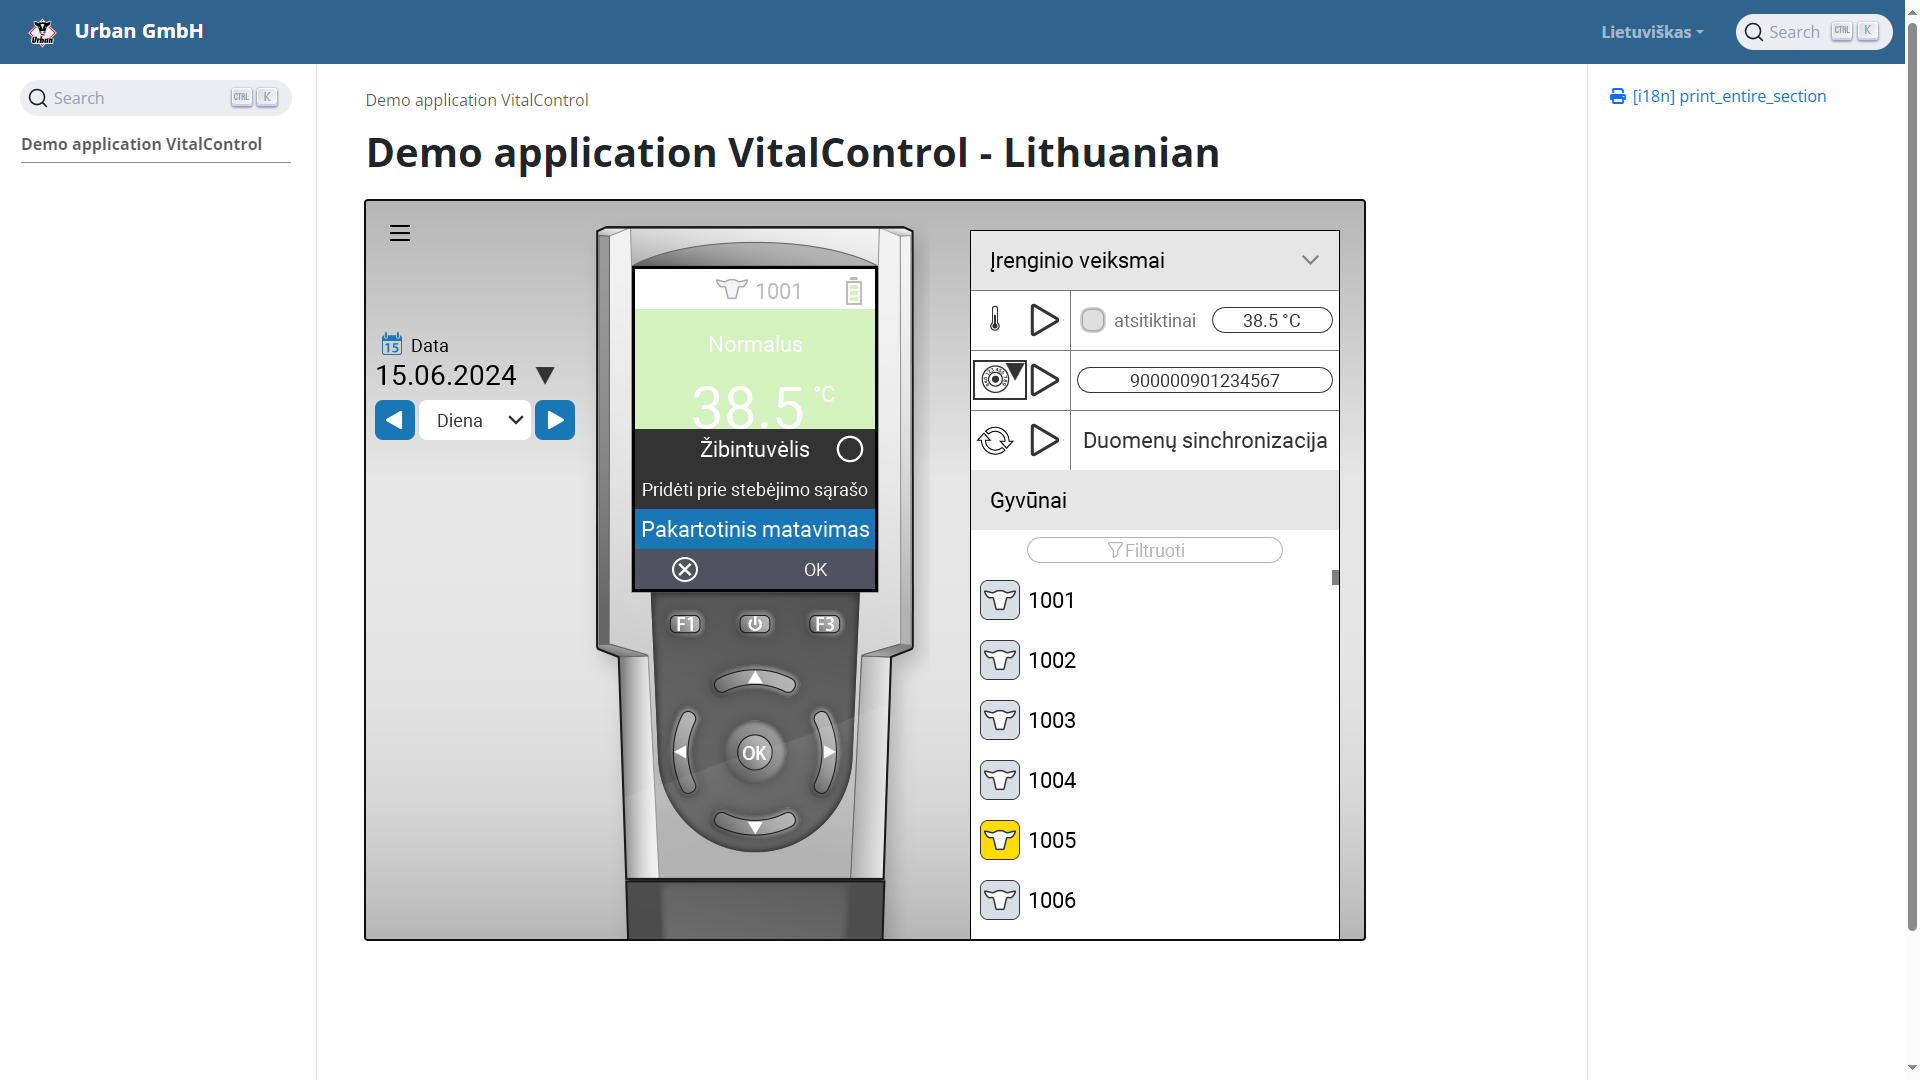 Urban GmbH
Lietuviškas
Search CTRL K
Search CTRL K
Demo application VitalControl
Demo application VitalControl
Demo application VitalControl - Lithuanian
[i18n] print_entire_section
15 Data
15.06.2024
Diena
1001
Normalus
38.5 °C
Žibintuvėlis
Pridėti prie stebėjimo sąrašo
Pakartotinis matavimas
OK
F1
F3
OK
Įrenginio veiksmai
atsitiktinai 38.5 °C
900000901234567
Duomenų sinchronizacija
Gyvūnai
Filtruoti
1001
1002
1003
1004
1005
1006